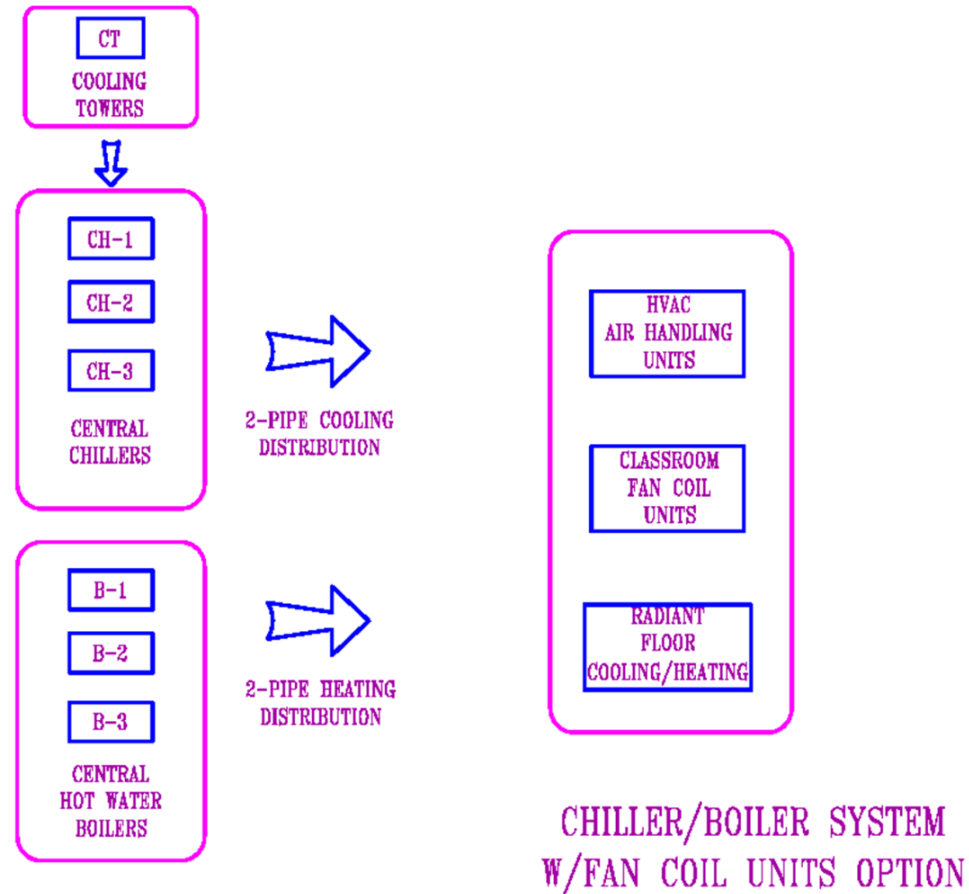 CT
COOLING
TOWERS
CH-1
CH-2
CH-3
CENTRAL
CHILLERS
2-PIPE COOLING
DISTRIBUTION
B-1
B-2
B-3
CENTRAL
HOT WATER
BOILERS
2-PIPE HEATING
DISTRIBUTION
HVAC
AIR HANDLING
UNITS
CLASSROOM
FAN COIL
UNITS
RADIANT
FLOOR
COOLING/HEATING
CHILLER/BOILER SYSTEM
W/FAN COIL UNITS OPTION